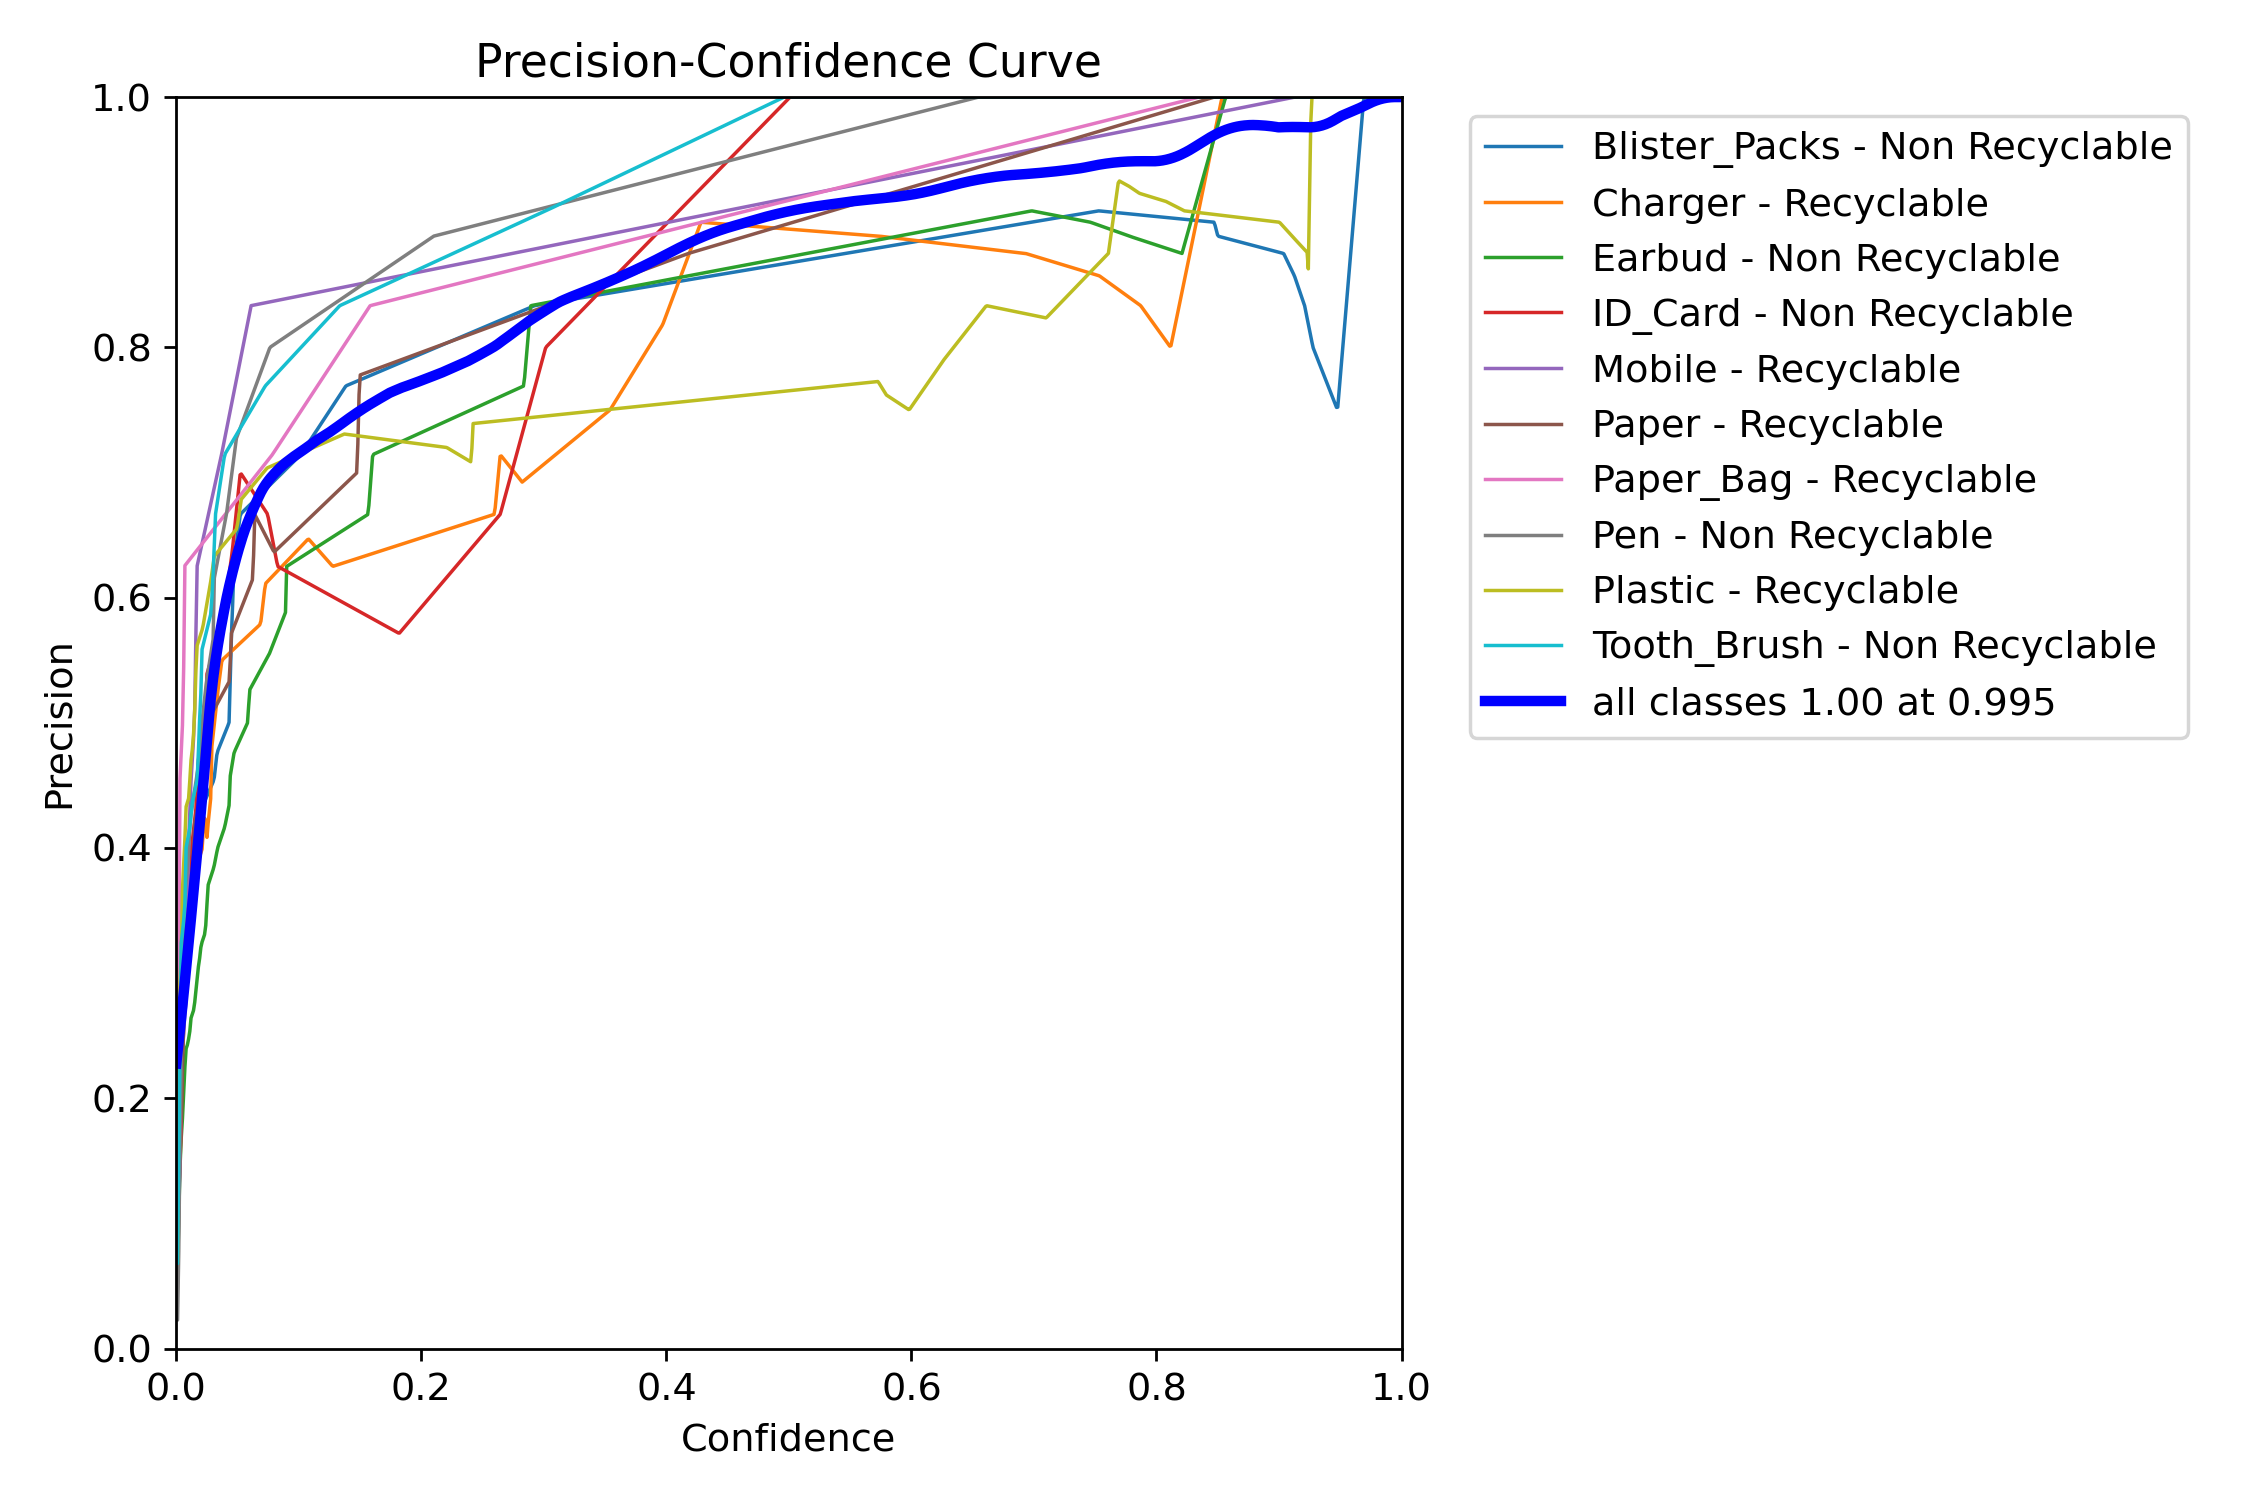 Precision-Confidence Curve
1.0
0.8
0.6
0.4
0.2
0.0
Precision
0.0 0.2 0.4 0.6 0.8 1.0
Confidence
Blister_Packs - Non Recyclable
Charger - Recyclable
Earbud - Non Recyclable
ID_Card - Non Recyclable
Mobile - Recyclable
Paper - Recyclable
Paper_Bag - Recyclable
Pen - Non Recyclable
Plastic - Recyclable
Tooth_Brush - Non Recyclable
all classes 1.00 at 0.995